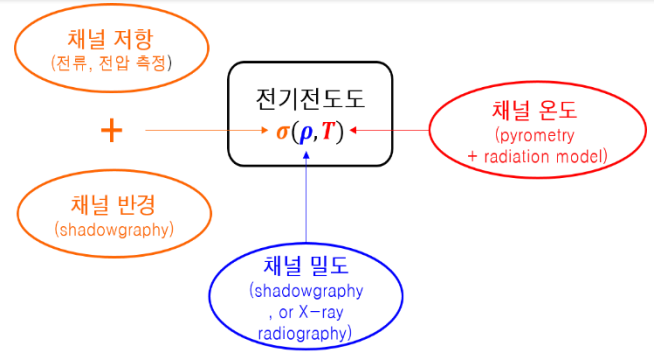 채널 저항
(전류, 전압 측정)
+
채널 반경
(shadowgraphy)
전기전도도
σ(ρ,T)
채널 온도
(pyrometry
+ radiation model)
채널 밀도
(shadowgraphy
, or X-ray
radiography)